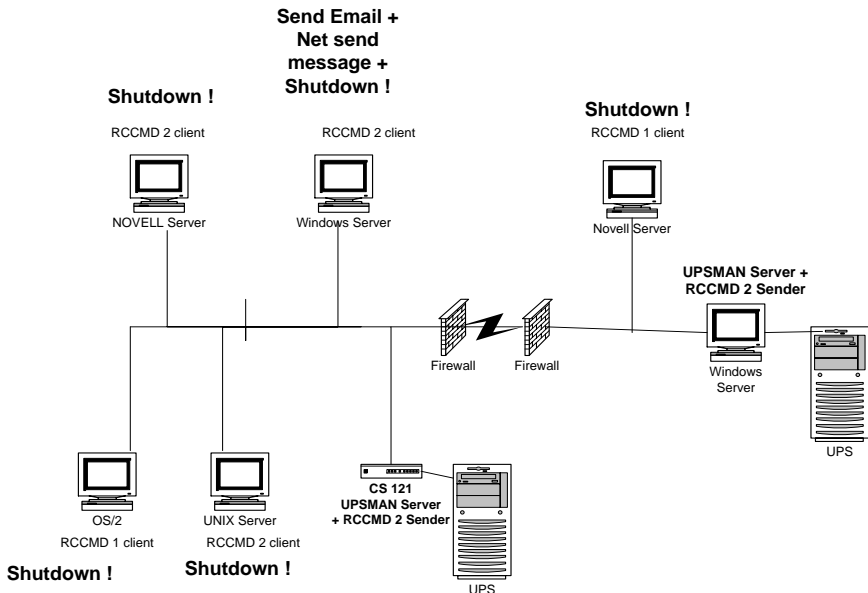 Send Email +
Net send
message +
Shutdown !
Shutdown !
RCCMD 2 client
RCCMD 2 client
NOVELL Server
Windows Server
Shutdown !
RCCMD 1 client
Novell Server
UPSMAN Server +
RCCMD 2 Sender
Windows
Server
UPS
Firewall
Firewall
OS/2
RCCMD 1 client
Shutdown !
UNIX Server
RCCMD 2 client
Shutdown !
CS 121
UPSMAN Server
+ RCCMD 2 Sender
UPS